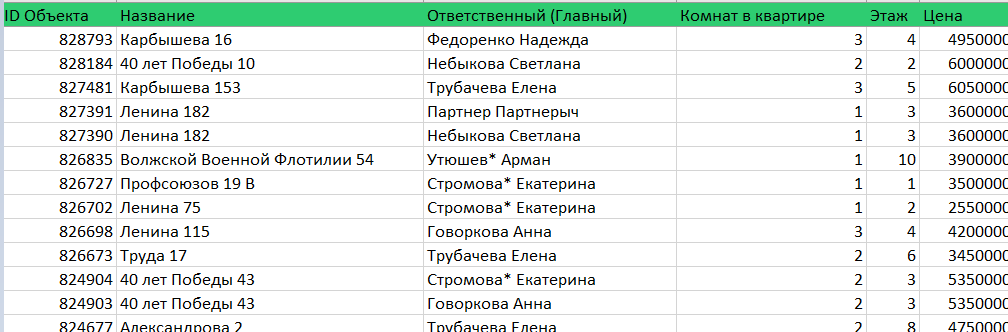 ID Объекта Название Ответственный (Главный) Комнат в квартире Этаж Цена
828793 Карбышева 16 Федоренко Надежда 3 4 4950000
828184 40 лет Победы 10 Небыкова Светлана 2 2 6000000
827481 Карбышева 153 Трубачева Елена 3 5 6050000
827391 Ленина 182 Партнер Партнерыч 1 3 3600000
827390 Ленина 182 Небыкова Светлана 1 3 3600000
826835 Волжской Военной Флотилии 54 Утюшев* Арман 1 10 3900000
826727 Профсоюзов 19 В Стромова* Екатерина 1 1 3500000
826702 Ленина 75 Стромова* Екатерина 1 2 2550000
826698 Ленина 115 Говоркова Анна 3 4 4200000
826673 Труда 17 Трубачева Елена 2 6 3450000
824904 40 лет Победы 43 Стромова* Екатерина 2 3 5350000
824903 40 лет Победы 43 Говоркова Анна 2 3 5350000
824677 Александрова 2 Трубачева Елена 2 8 4750000